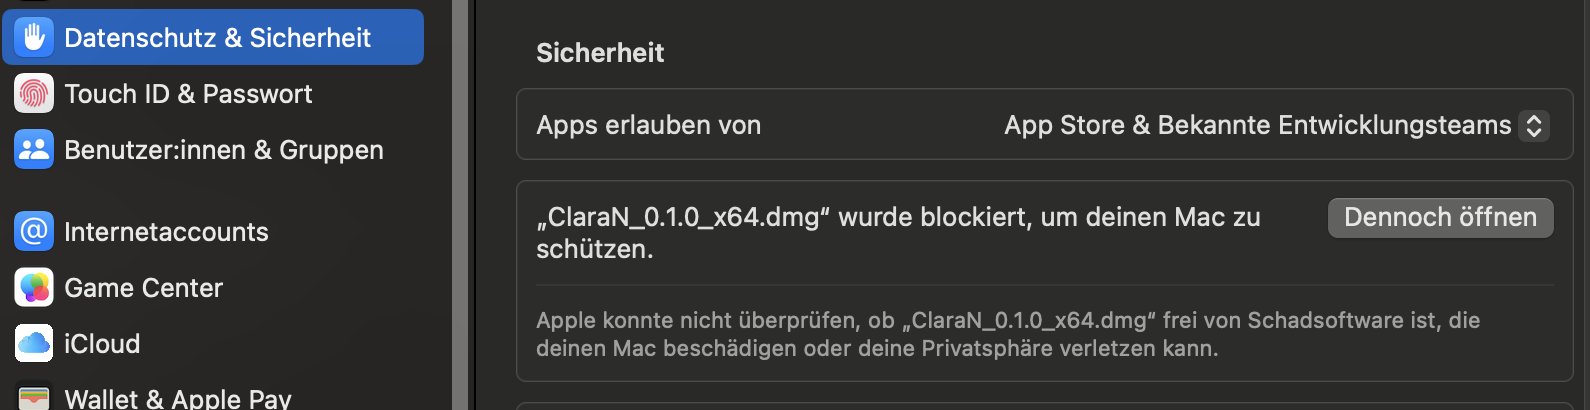 Datenschutz & Sicherheit
Touch ID & Passwort
Benutzer:innen & Gruppen
Internetaccounts
Game Center
iCloud
Wallet & Apple Pay
Sicherheit
Apps erlauben von
App Store & Bekannte Entwicklungsteams
„ClaraN_0.1.0_x64.dmg“ wurde blockiert, um deinen Mac zu
schützen.
Dennoch öffnen
Apple konnte nicht überprüfen, ob „ClaraN_0.1.0_x64.dmg“ frei von Schadsoftware ist, die
deinen Mac beschädigen oder deine Privatsphäre verletzen kann.